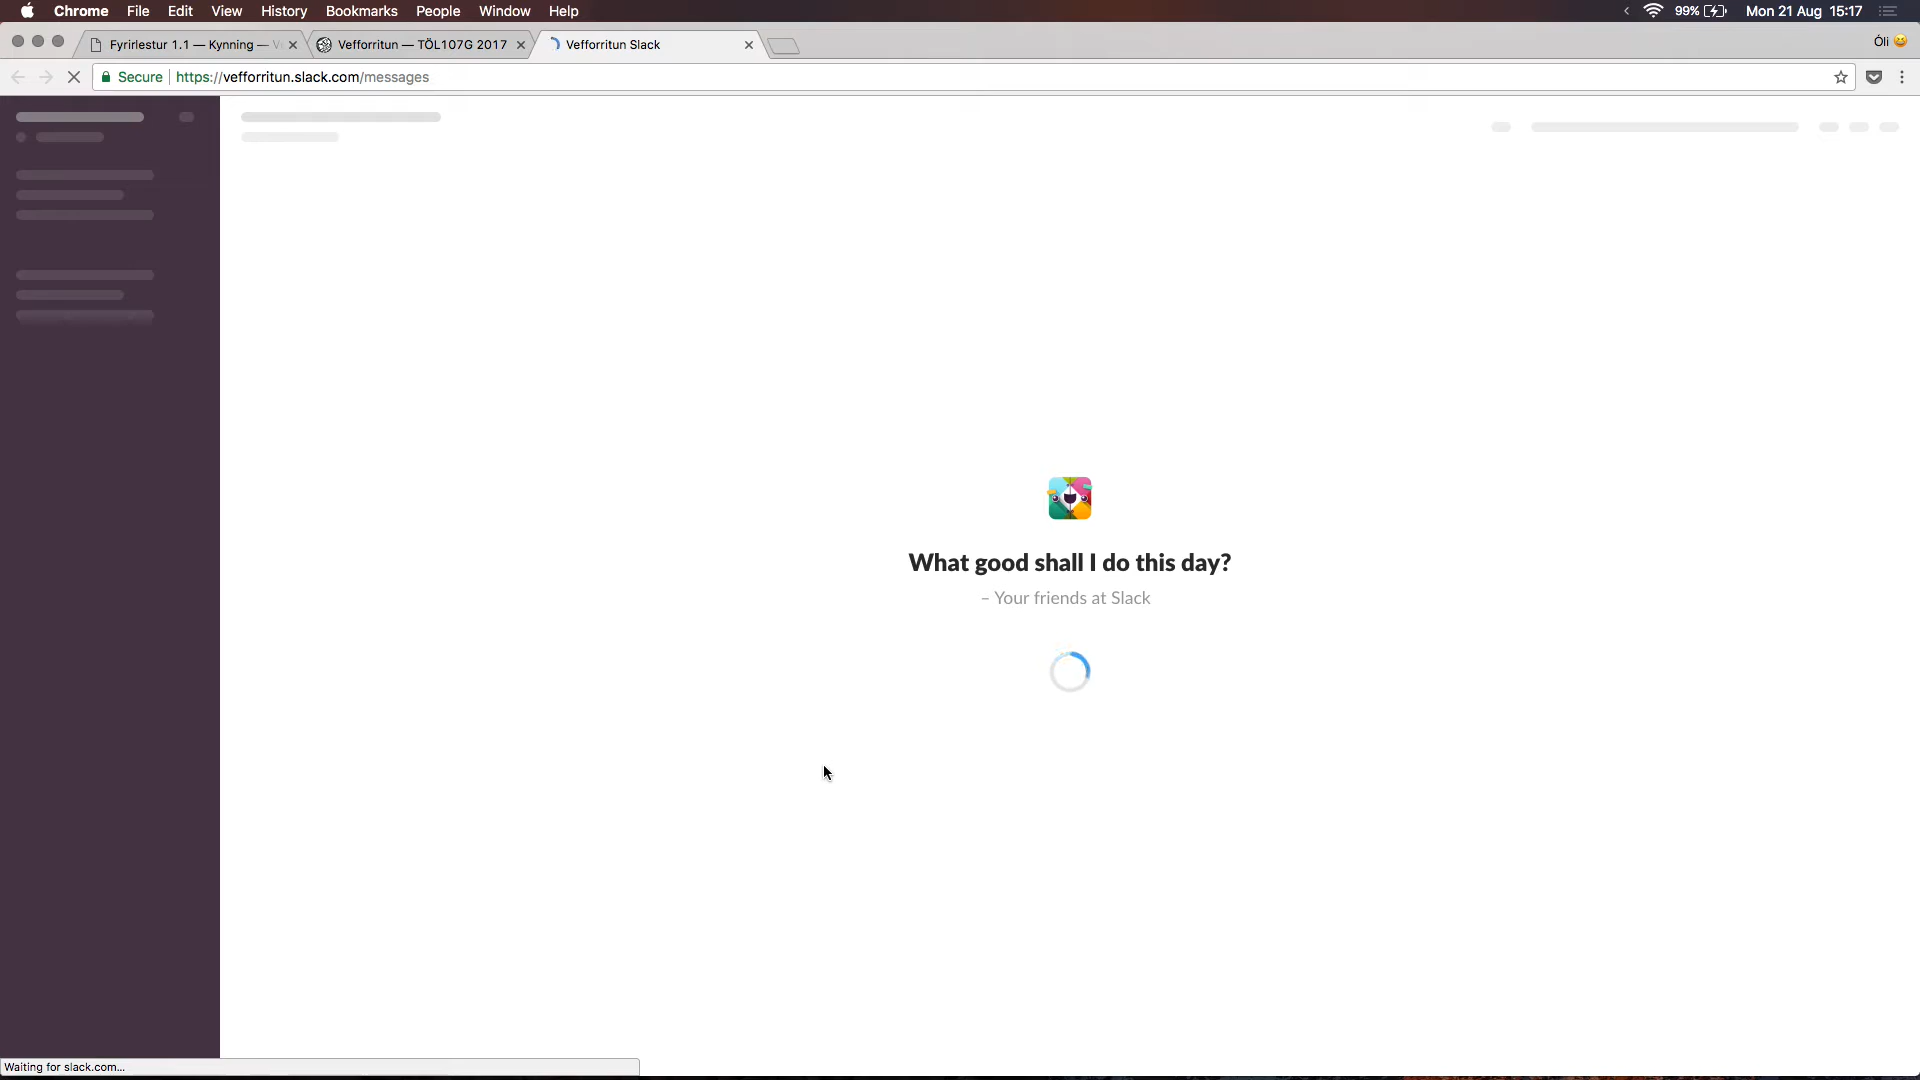 Chrome File Edit View History Bookmarks People Window Help 99% Mon 21 Aug 15:17
Fyrirlestur 1.1 — Kynning — V Vefforritun — TÖL107G 2017 Vefforritun Slack Óli
Secure https://vefforritun.slack.com/messages
What good shall I do this day?
– Your friends at Slack
Waiting for slack.com...